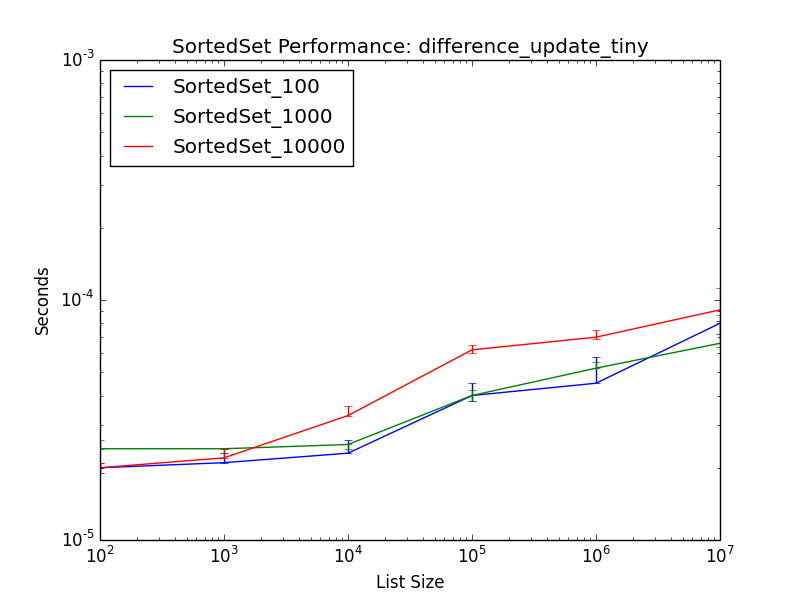 SortedSet Performance: difference_update_tiny
10^-3
SortedSet_100
SortedSet_1000
SortedSet_10000
Seconds
10^-4
10^-5
10^2 10^3 10^4 10^5 10^6 10^7
List Size